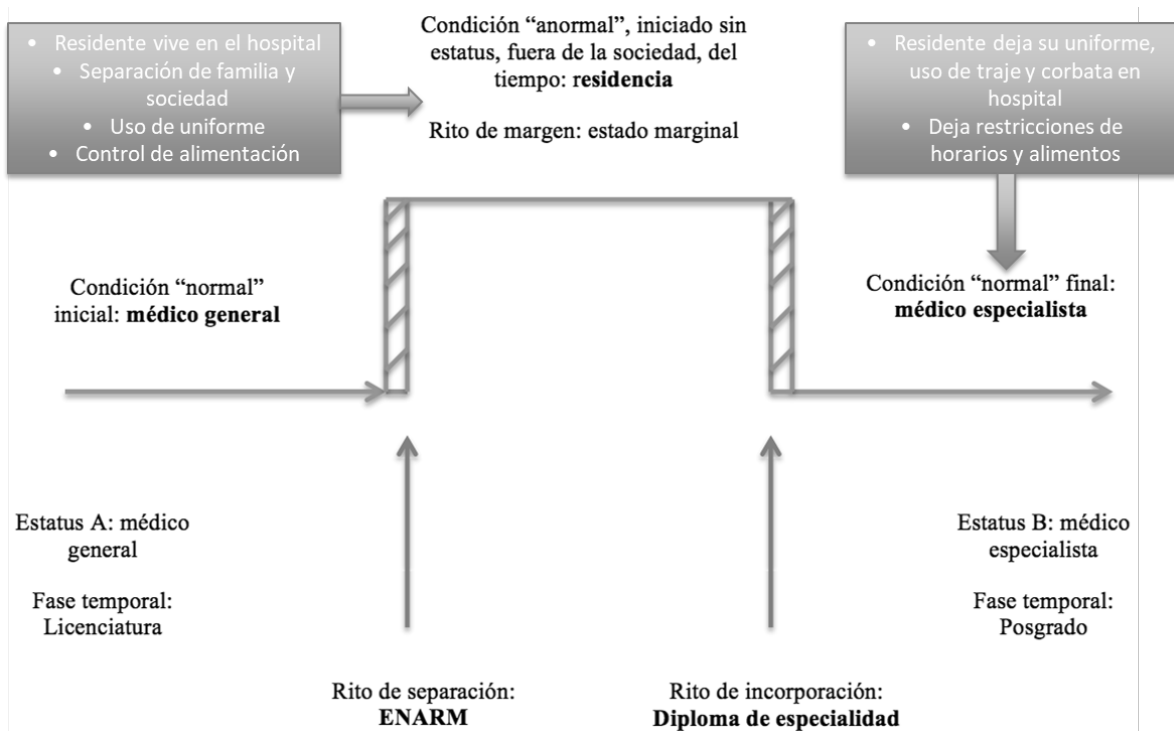 • Residente vive en el hospital
• Separación de familia y
sociedad
• Uso de uniforme
• Control de alimentación
Condición “anormal”, iniciado sin
estatus, fuera de la sociedad, del
tiempo: residencia
Rito de margen: estado marginal
• Residente deja su uniforme,
uso de traje y corbata en
hospital
• Deja restricciones de
horarios y alimentos
Condición “normal”
inicial: médico general
Condición “normal” final:
médico especialista
Estatus A: médico
general
Fase temporal:
Licenciatura
Estatus B: médico
especialista
Fase temporal:
Posgrado
Rito de separación:
ENARM
Rito de incorporación:
Diploma de especialidad